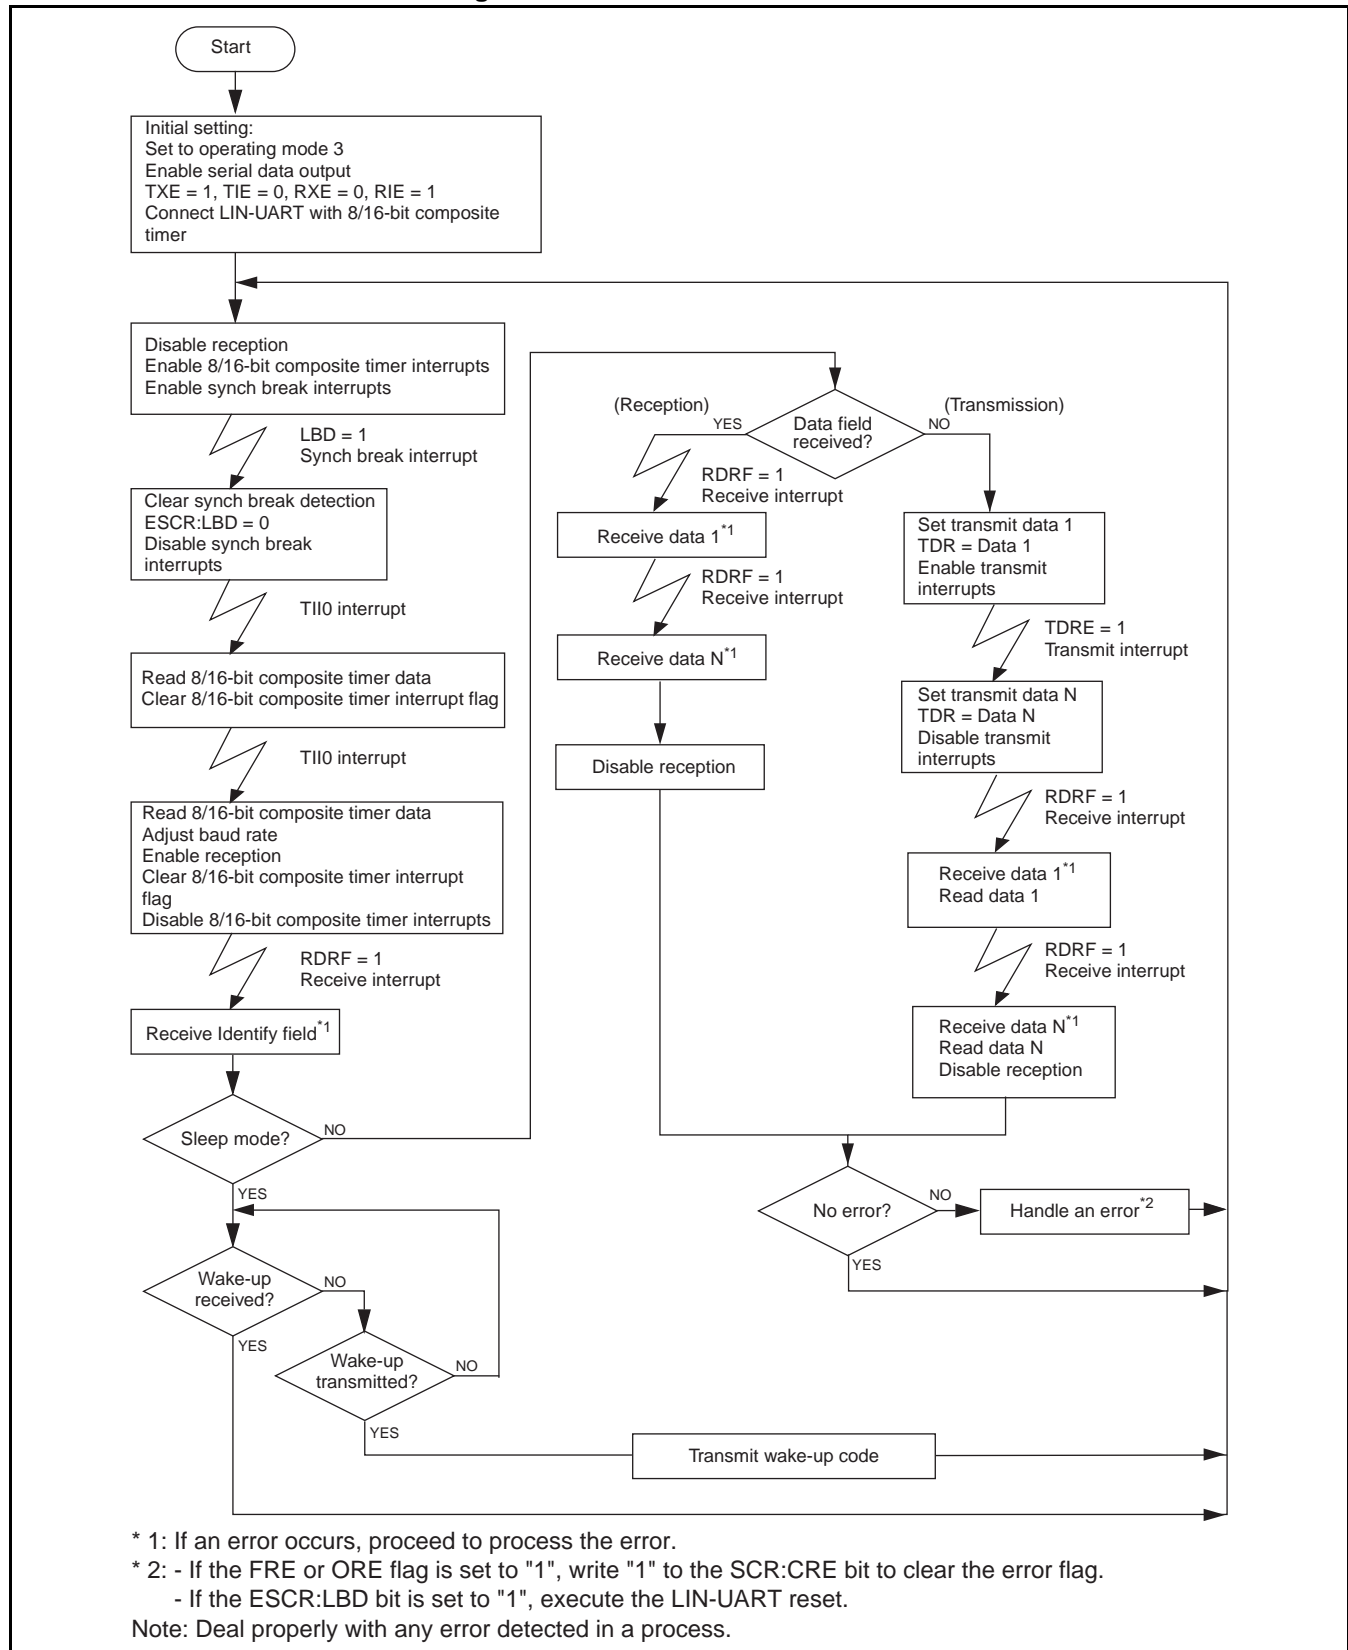 Start
Initial setting:
Set to operating mode 3
Enable serial data output
TXE = 1, TIE = 0, RXE = 0, RIE = 1
Connect LIN-UART with 8/16-bit composite
timer
Disable reception
Enable 8/16-bit composite timer interrupts
Enable synch break interrupts
LBD = 1
Synch break interrupt
Clear synch break detection
ESCR:LBD = 0
Disable synch break
interrupts
TII0 interrupt
Read 8/16-bit composite timer data
Clear 8/16-bit composite timer interrupt flag
TII0 interrupt
Read 8/16-bit composite timer data
Adjust baud rate
Enable reception
Clear 8/16-bit composite timer interrupt
flag
Disable 8/16-bit composite timer interrupts
RDRF = 1
Receive interrupt
Receive Identify field*1
Sleep mode?
NO
YES
Wake-up
received?
NO
YES
Wake-up
transmitted?
NO
YES
Transmit wake-up code
Data field
received?
(Reception)
YES
RDRF = 1
Receive interrupt
Receive data 1*1
RDRF = 1
Receive interrupt
Receive data N*1
Disable reception
(Transmission)
NO
Set transmit data 1
TDR = Data 1
Enable transmit
interrupts
TDRE = 1
Transmit interrupt
Set transmit data N
TDR = Data N
Disable transmit
interrupts
RDRF = 1
Receive interrupt
Receive data 1*1
Read data 1
RDRF = 1
Receive interrupt
Receive data N*1
Read data N
Disable reception
No error?
NO
Handle an error*2
YES
* 1: If an error occurs, proceed to process the error.
* 2: - If the FRE or ORE flag is set to "1", write "1" to the SCR:CRE bit to clear the error flag.
- If the ESCR:LBD bit is set to "1", execute the LIN-UART reset.
Note: Deal properly with any error detected in a process.